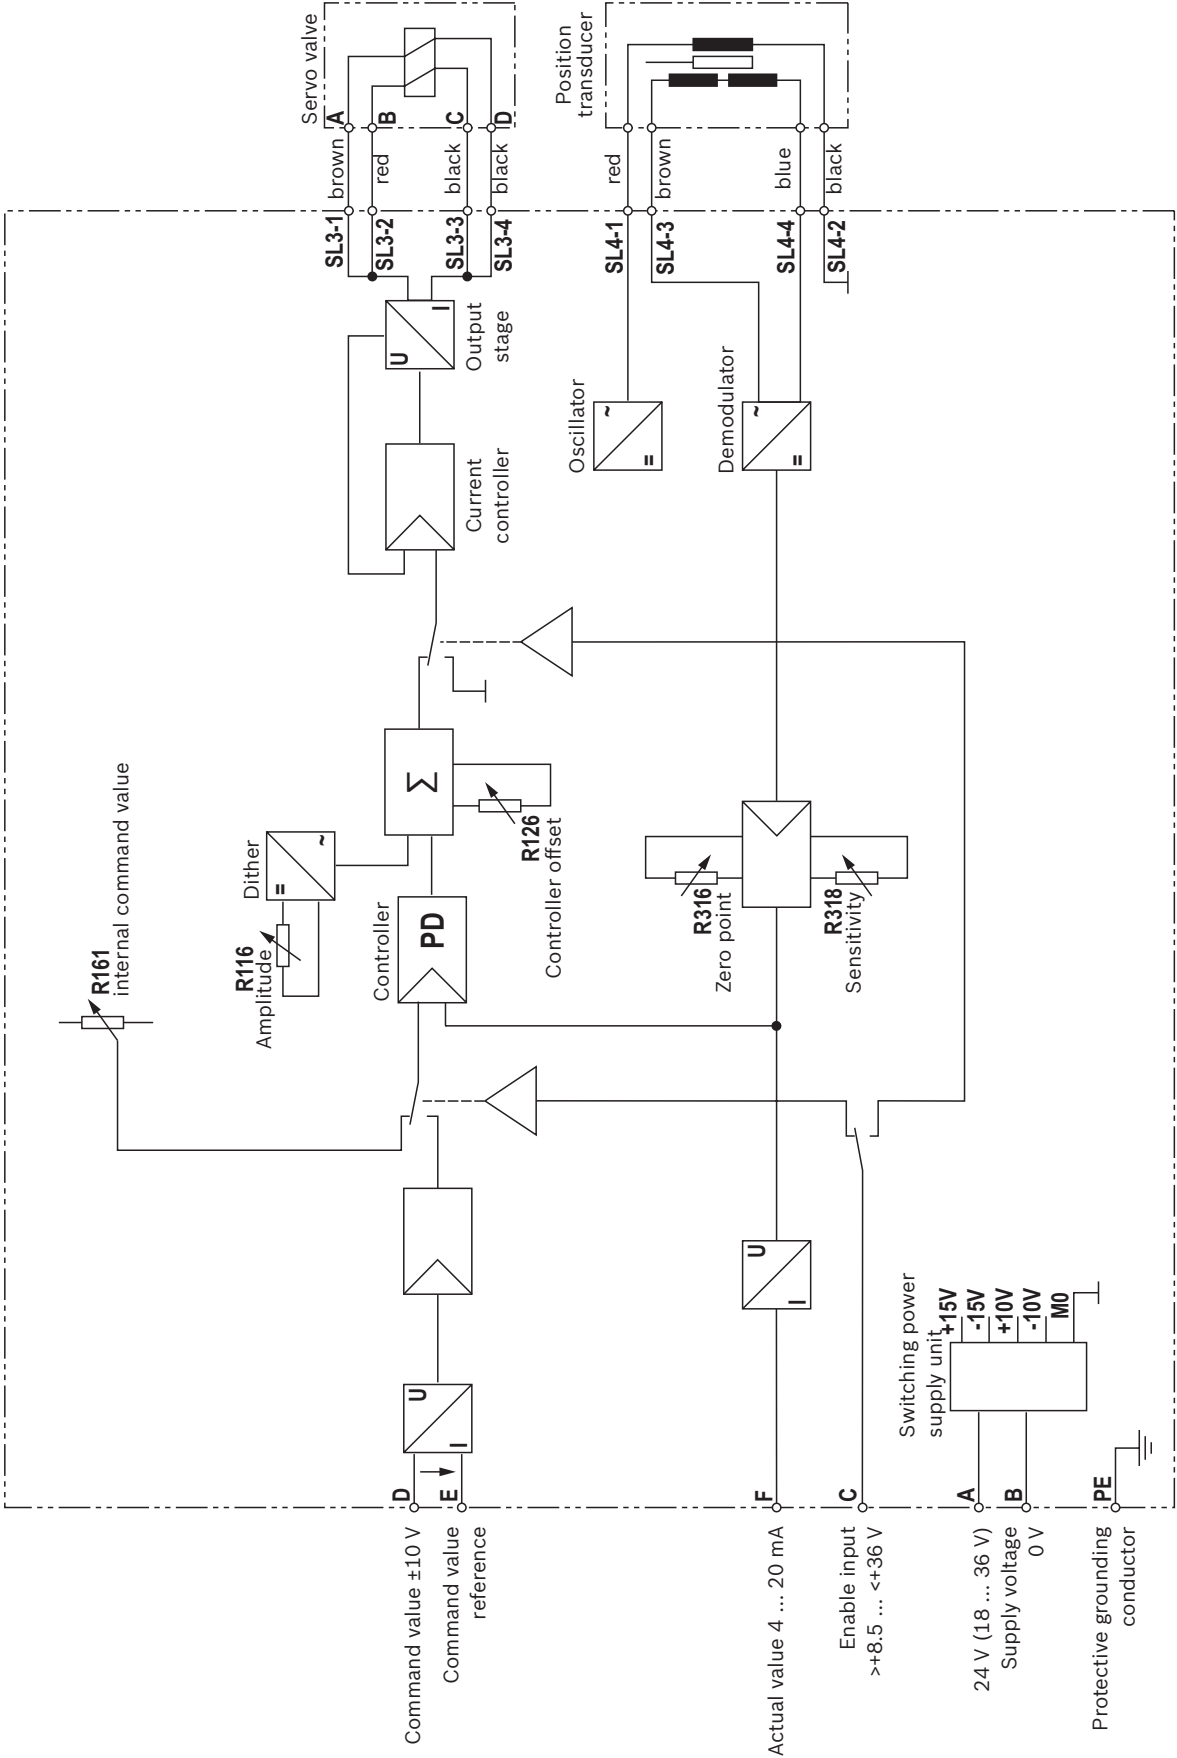 Servo valve
A
B
C
D
brown
red
black
black
SL3-1
SL3-2
SL3-3
SL3-4
Position
transducer
red
brown
blue
black
SL4-1
SL4-3
SL4-4
SL4-2
U
I
Output
stage
Current
controller
Oscillator
~
=
Demodulator
~
=
R161
internal command value
Dither
=
~
R116
Amplitude
Σ
R126
Controller offset
Controller
PD
R316
Zero point
R318
Sensitivity
U
I
U
I
Switching power
supply unit
+15V
-15V
+10V
-10V
M0
D
E
F
C
A
B
PE
Command value ±10 V
Command value
reference
Actual value 4 ... 20 mA
Enable input
>+8.5 ... <+36 V
24 V (18 ... 36 V)
Supply voltage
0 V
Protective grounding
conductor